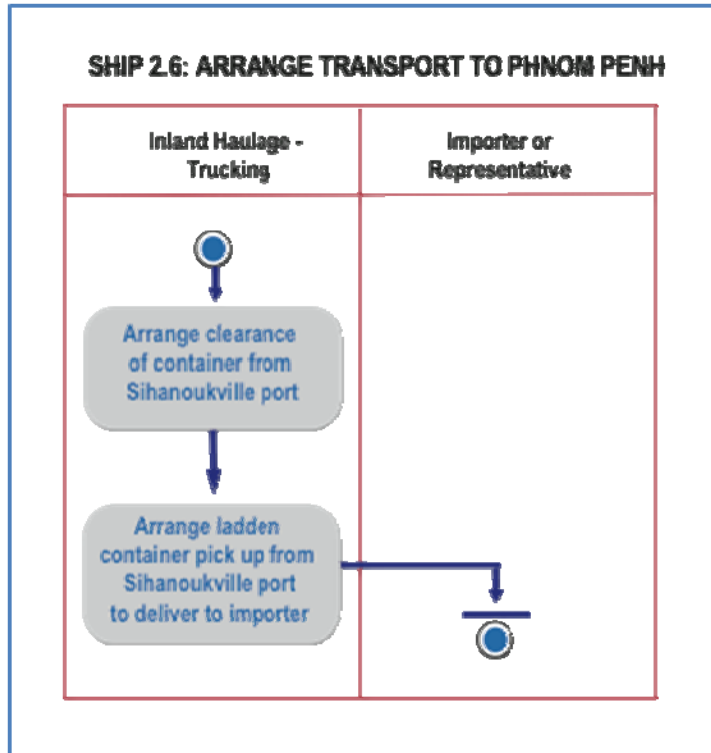 SHIP 2.6: ARRANGE TRANSPORT TO PHNOM PENH
Inland Haulage -
Trucking
Importer or
Representative
Arrange clearance
of container from
Sihanoukville port
Arrange ladden
container pick up from
Sihanoukville port
to deliver to importer